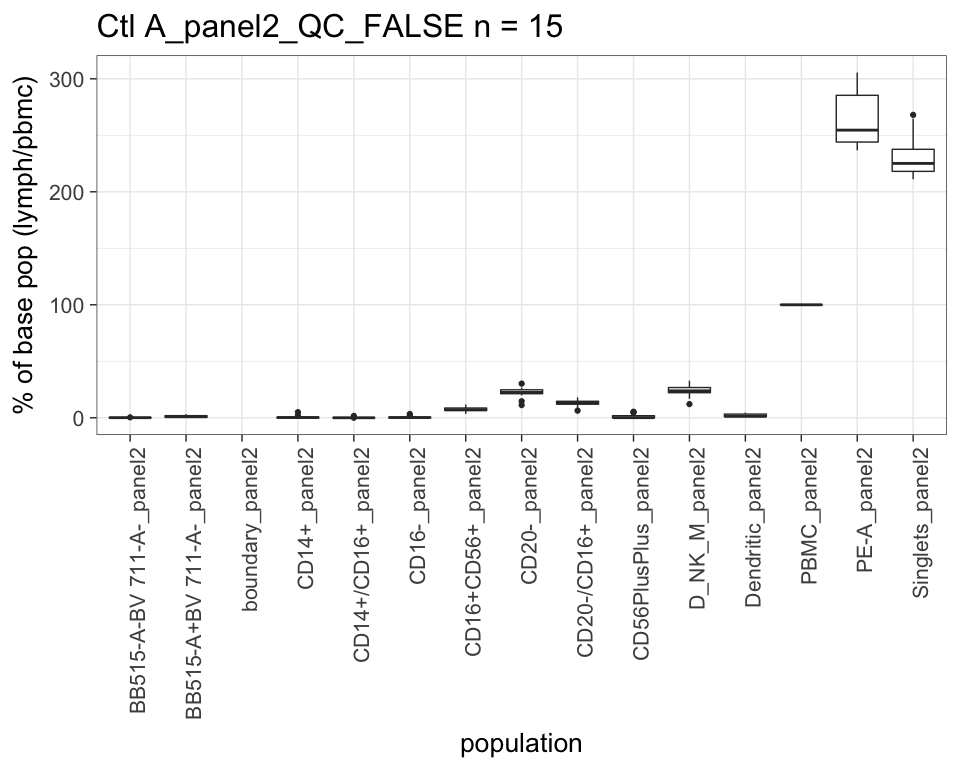 Ctl A_panel2_QC_FALSE n = 15
% of base pop (lymph/pbmc)
300
200
100
0
BB515-A-BV 711-A-_panel2
BB515-A+BV 711-A-_panel2
boundary_panel2
CD14+_panel2
CD14+/CD16+_panel2
CD16-_panel2
CD16+CD56+_panel2
CD20-_panel2
CD20-/CD16+_panel2
CD56PlusPlus_panel2
D_NK_M_panel2
Dendritic_panel2
PBMC_panel2
PE-A_panel2
Singlets_panel2
population